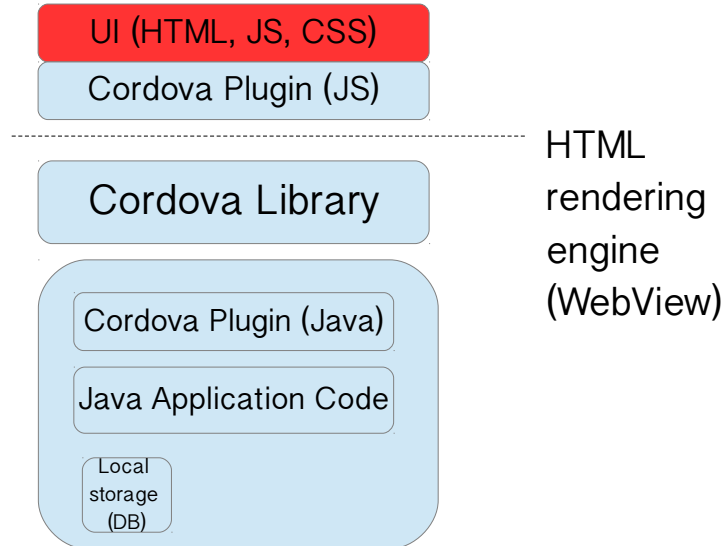 UI (HTML, JS, CSS)
Cordova Plugin (JS)
HTML
rendering
engine
(WebView)
Cordova Library
Cordova Plugin (Java)
Java Application Code
Local
storage
(DB)